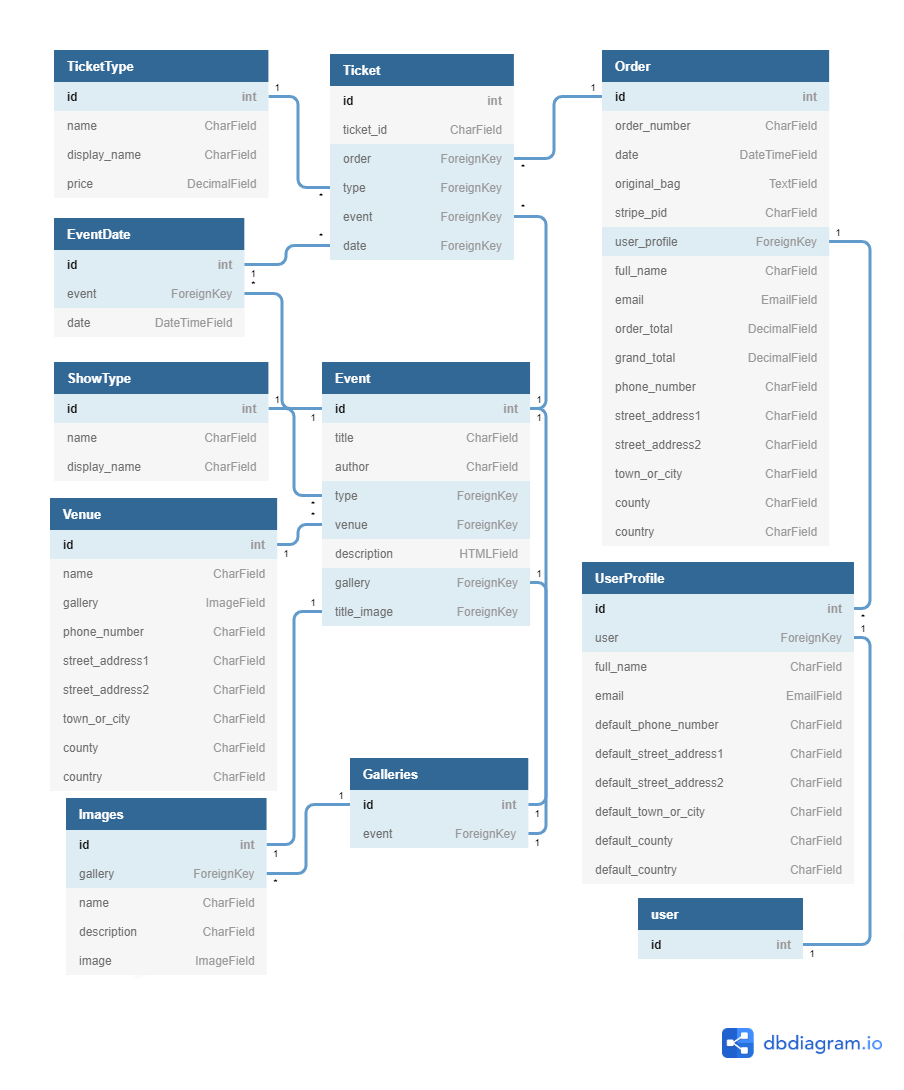 TicketType
id int
name CharField
display_name CharField
price DecimalField
1
*
Ticket
id int
ticket_id CharField
order ForeignKey
type ForeignKey
event ForeignKey
date ForeignKey
*
*
*
1
Order
id int
order_number CharField
date DateTimeField
original_bag TextField
stripe_pid CharField
user_profile ForeignKey
full_name CharField
email EmailField
order_total DecimalField
grand_total DecimalField
phone_number CharField
street_address1 CharField
street_address2 CharField
town_or_city CharField
county CharField
country CharField
1
EventDate
id int
event ForeignKey
date DateTimeField
1
*
ShowType
id int
name CharField
display_name CharField
1
1
Event
id int
title CharField
author CharField
type ForeignKey
venue ForeignKey
description HTMLField
gallery ForeignKey
title_image ForeignKey
1
1
*
*
1
1
Venue
id int
name CharField
gallery ImageField
phone_number CharField
street_address1 CharField
street_address2 CharField
town_or_city CharField
county CharField
country CharField
1
UserProfile
id int
user ForeignKey
full_name CharField
email EmailField
default_phone_number CharField
default_street_address1 CharField
default_street_address2 CharField
default_town_or_city CharField
default_county CharField
default_country CharField
*
1
Galleries
id int
event ForeignKey
1
1
1
Images
id int
gallery ForeignKey
name CharField
description CharField
image ImageField
1
*
user
id int
1
dbdiagram.io